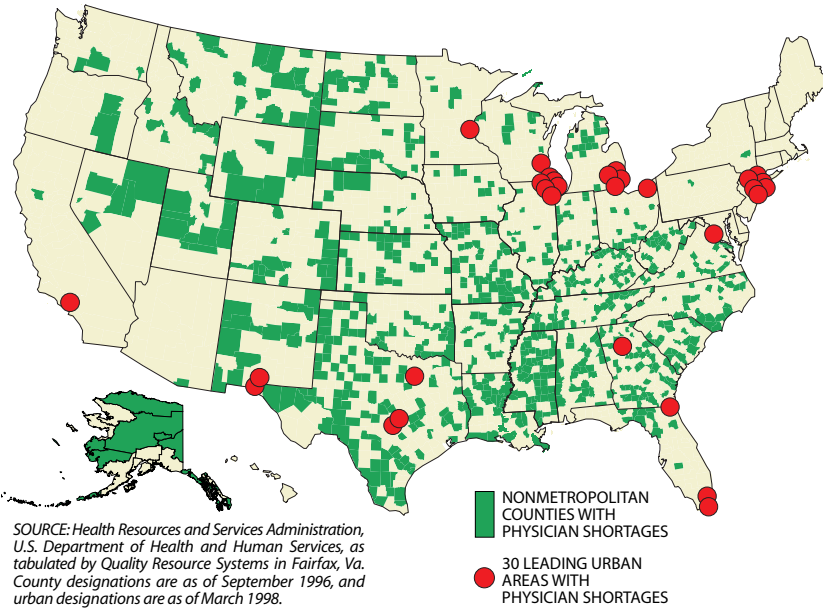 NONMETROPOLITAN
COUNTIES WITH
PHYSICIAN SHORTAGES
30 LEADING URBAN
AREAS WITH
PHYSICIAN SHORTAGES
SOURCE: Health Resources and Services Administration,
U.S. Department of Health and Human Services, as
tabulated by Quality Resource Systems in Fairfax, Va.
County designations are as of September 1996, and
urban designations are as of March 1998.